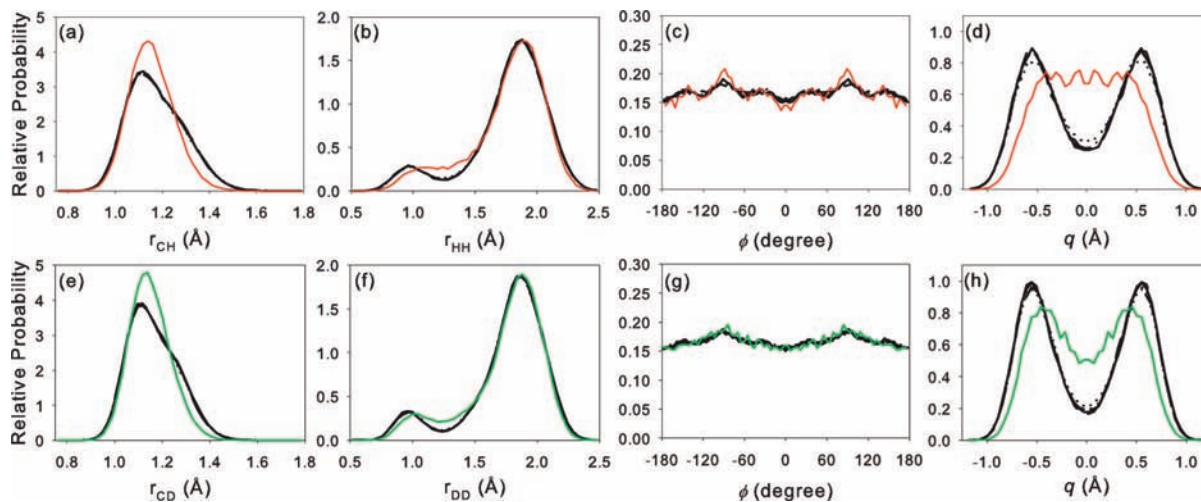 (a) (b) (c) (d)
Relative Probability
5 4 3 2 1 0
2.0 1.5 1.0 0.5 0.0
0.30 0.25 0.20 0.15 0.10 0.05 0.00
1.0 0.8 0.6 0.4 0.2 0.0
0.8 1.0 1.2 1.4 1.6 1.8
0.5 1.0 1.5 2.0 2.5
-180 -120 -60 0 60 120 180
-1.0 -0.5 0.0 0.5 1.0
rCH (Å) rHH (Å) ϕ (degree) q (Å)
(e) (f) (g) (h)
Relative Probability
5 4 3 2 1 0
2.0 1.5 1.0 0.5 0.0
0.30 0.25 0.20 0.15 0.10 0.05 0.00
1.0 0.8 0.6 0.4 0.2 0.0
0.8 1.0 1.2 1.4 1.6 1.8
0.5 1.0 1.5 2.0 2.5
-180 -120 -60 0 60 120 180
-1.0 -0.5 0.0 0.5 1.0
rCD (Å) rDD (Å) ϕ (degree) q (Å)